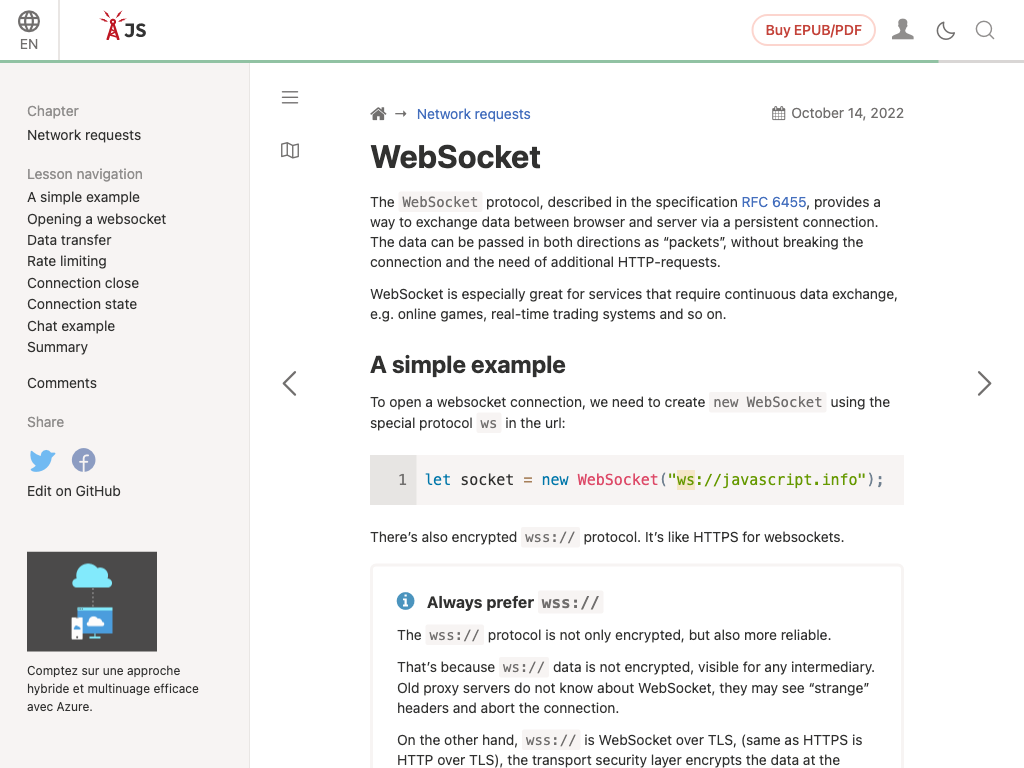 EN
JS
Buy EPUB/PDF
Chapter
Network requests
Lesson navigation
A simple example
Opening a websocket
Data transfer
Rate limiting
Connection close
Connection state
Chat example
Summary
Comments
Share
Edit on GitHub
Comptez sur une approche
hybride et multinuage efficace
avec Azure.
→ Network requests
October 14, 2022
WebSocket
The WebSocket protocol, described in the specification RFC 6455, provides a
way to exchange data between browser and server via a persistent connection.
The data can be passed in both directions as “packets”, without breaking the
connection and the need of additional HTTP-requests.
WebSocket is especially great for services that require continuous data exchange,
e.g. online games, real-time trading systems and so on.
A simple example
To open a websocket connection, we need to create new WebSocket using the
special protocol ws in the url:
1 let socket = new WebSocket("ws://javascript.info");
There’s also encrypted wss:// protocol. It’s like HTTPS for websockets.
Always prefer wss://
The wss:// protocol is not only encrypted, but also more reliable.
That’s because ws:// data is not encrypted, visible for any intermediary.
Old proxy servers do not know about WebSocket, they may see “strange”
headers and abort the connection.
On the other hand, wss:// is WebSocket over TLS, (same as HTTPS is
HTTP over TLS), the transport security layer encrypts the data at the